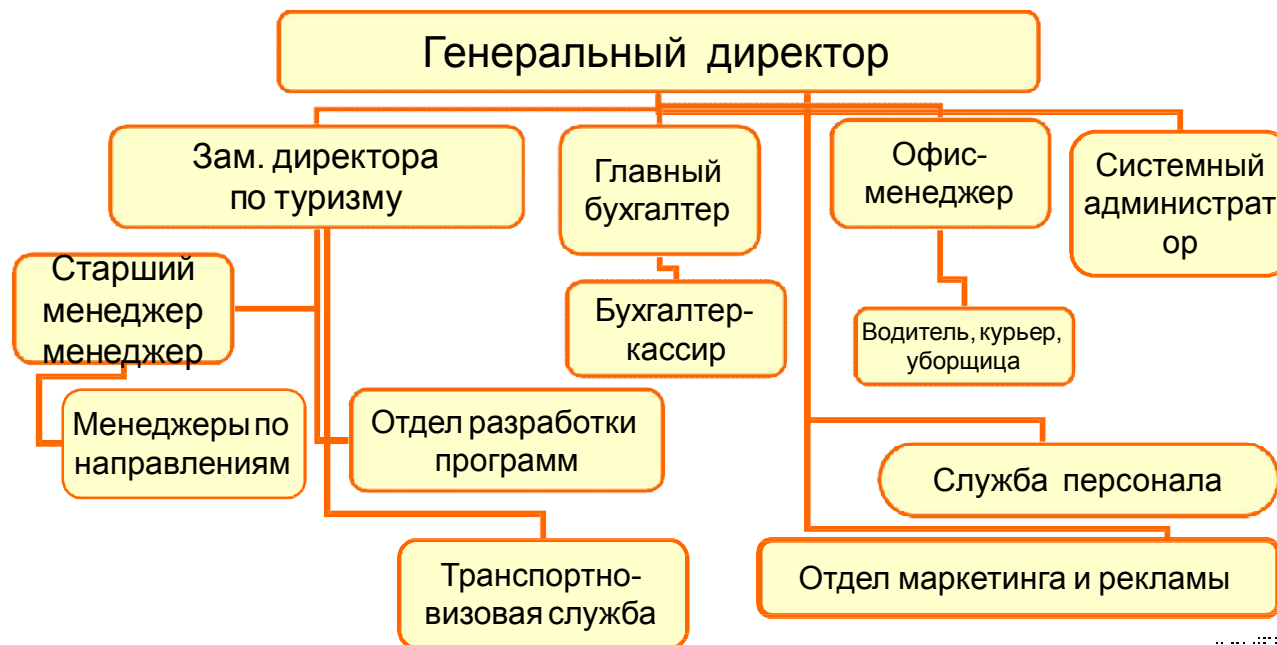 Генеральный директор
Зам. директора
по туризму
Главный
бухгалтер
Офис-
менеджер
Системный
администрат
ор
Старший
менеджер
менеджер
Бухгалтер-
кассир
Водитель, курьер,
уборщица
Менеджеры по
направлениям
Отдел разработки
программ
Служба персонала
Транспортно-
визовая служба
Отдел маркетинга и рекламы